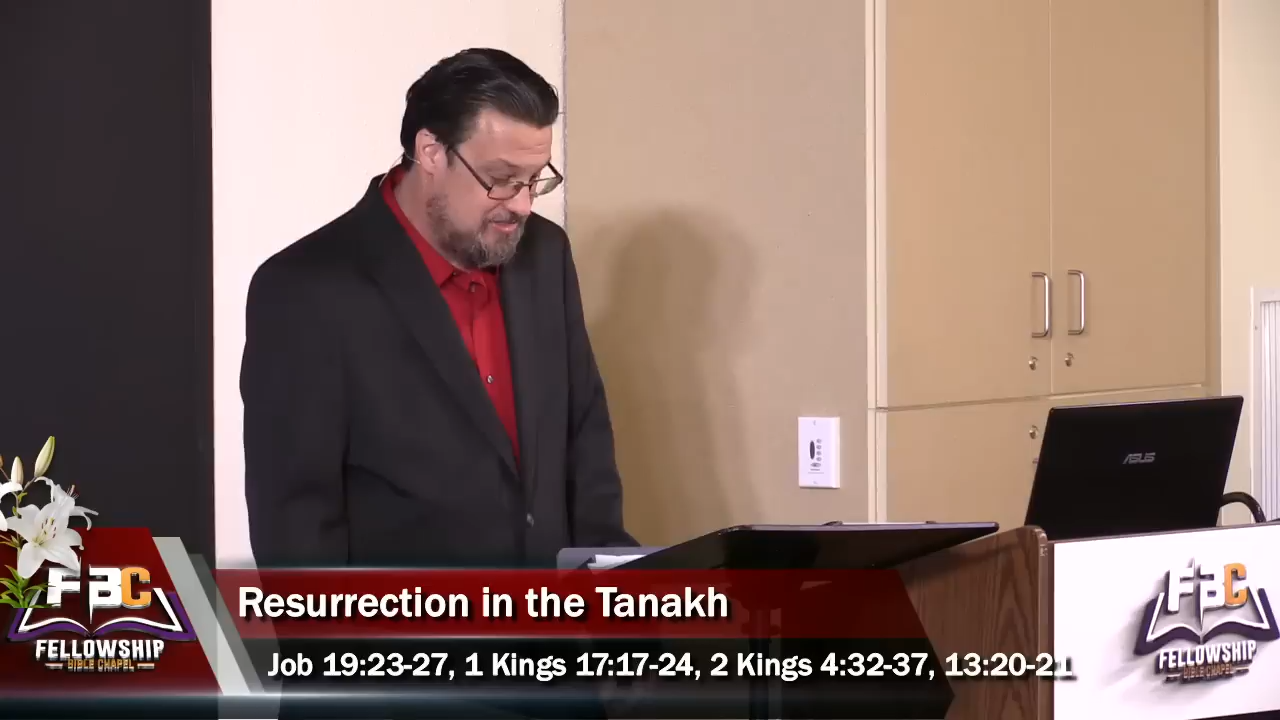 ASUS
FBC
FELLOWSHIP
BIBLE CHAPEL
Resurrection in the Tanakh
Job 19:23-27, 1 Kings 17:17-24, 2 Kings 4:32-37, 13:20-21
FBC
FELLOWSHIP
BIBLE CHAPEL